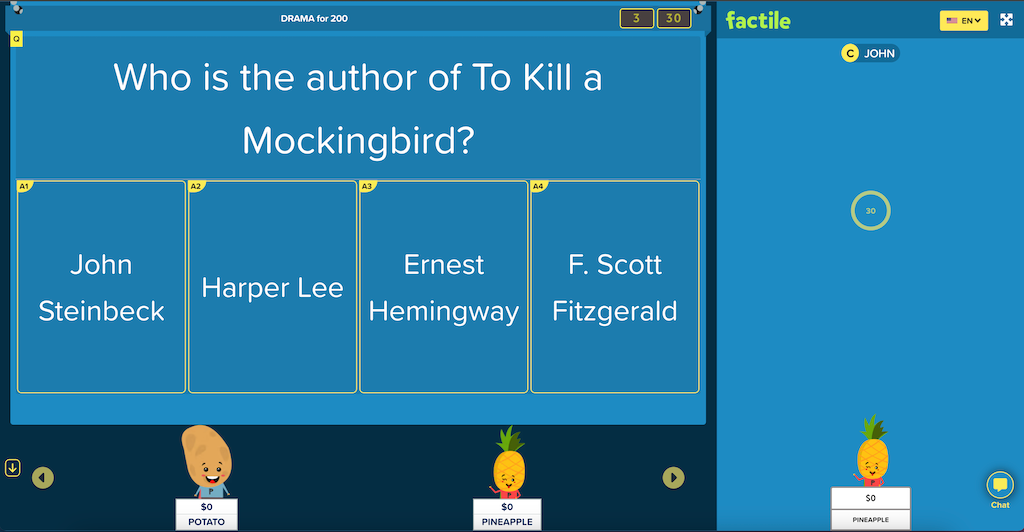 DRAMA for 200
3 30
factile
EN
Q
C JOHN
Who is the author of To Kill a
Mockingbird?
A1
John
Steinbeck
A2
Harper Lee
A3
Ernest
Hemingway
A4
F. Scott
Fitzgerald
30
P
$0
POTATO
P
$0
PINEAPPLE
$0
PINEAPPLE
Chat